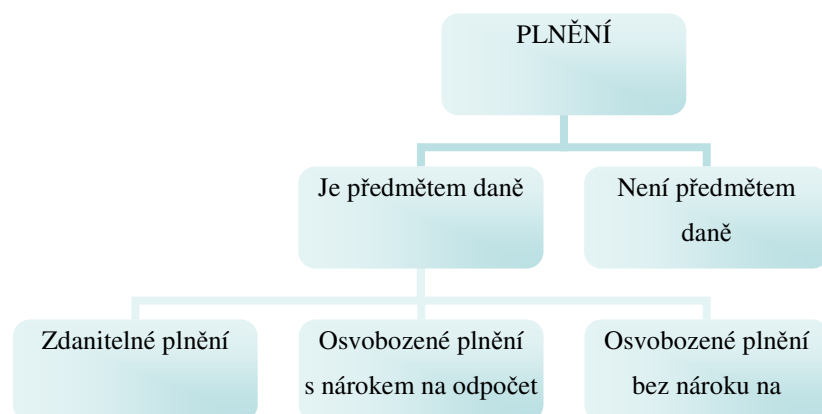 PLNĚNÍ
Je předmětem daně
Není předmětem
daně
Zdanitelné plnění
Osvobozené plnění
s nárokem na odpočet
Osvobozené plnění
bez nároku na